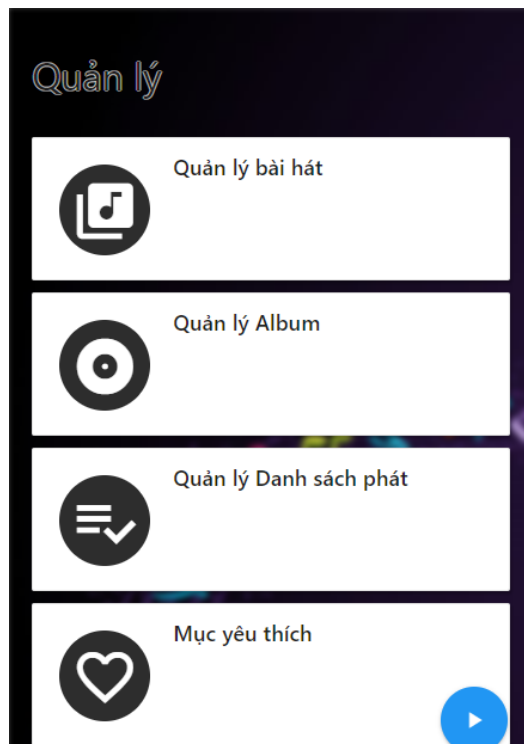 Quản lý
Quản lý bài hát
Quản lý Album
Quản lý Danh sách phát
Mục yêu thích